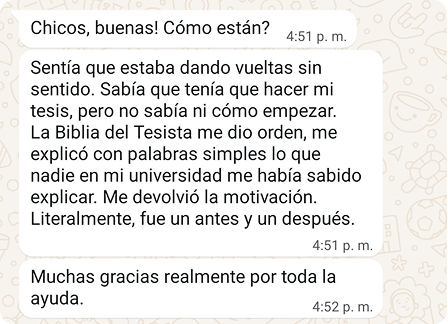 Chicos, buenas! Cómo están?
4:51 p. m.
Sentía que estaba dando vueltas sin
sentido. Sabía que tenía que hacer mi
tesis, pero no sabía ni cómo empezar.
La Biblia del Tesista me dio orden, me
explicó con palabras simples lo que
nadie en mi universidad me había sabido
explicar. Me devolvió la motivación.
Literalmente, fue un antes y un después.
4:51 p. m.
Muchas gracias realmente por toda la
ayuda.
4:52 p. m.